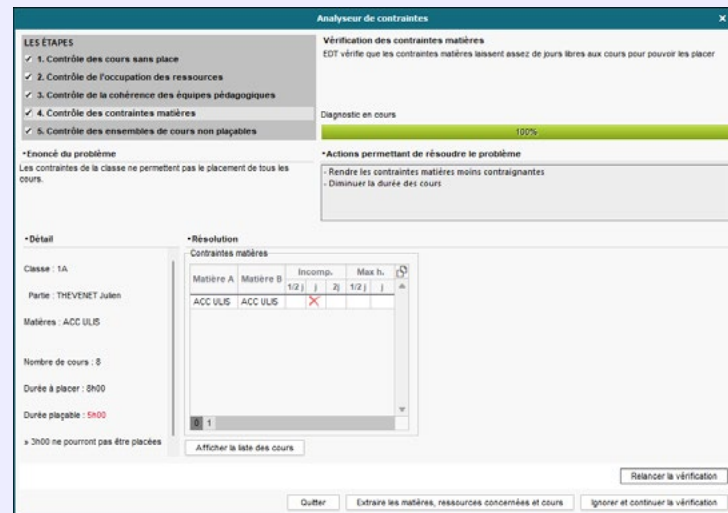 Analyseur de contraintes
LES ÉTAPES
1. Contrôle des cours sans place
2. Contrôle de l'occupation des ressources
3. Contrôle de la cohérence des équipes pédagogiques
4. Contrôle des contraintes matières
5. Contrôle des ensembles de cours non plaçables
Vérification des contraintes matières
EDT vérifie que les contraintes matières laissent assez de jours libres aux cours pour pouvoir les placer
Diagnostic en cours
100%
•Enoncé du problème
Les contraintes de la classe ne permettent pas le placement de tous les
cours.
•Actions permettant de résoudre le problème
- Rendre les contraintes matières moins contraignantes
- Diminuer la durée des cours
•Détail
Classe : 1A
Partie : THEVENET Julien
Matières : ACC ULIS
Nombre de cours : 8
Durée à placer : 8h00
Durée plaçable : 5h00
» 3h00 ne pourront pas être placées
•Résolution
Contraintes matières
Matière A Matière B Incomp. Max h.
1/2 j j 2j 1/2 j j
ACC ULIS ACC ULIS
0 1
Afficher la liste des cours
Relancer la vérification
Quitter Extraire les matières, ressources concernées et cours Ignorer et continuer la vérification